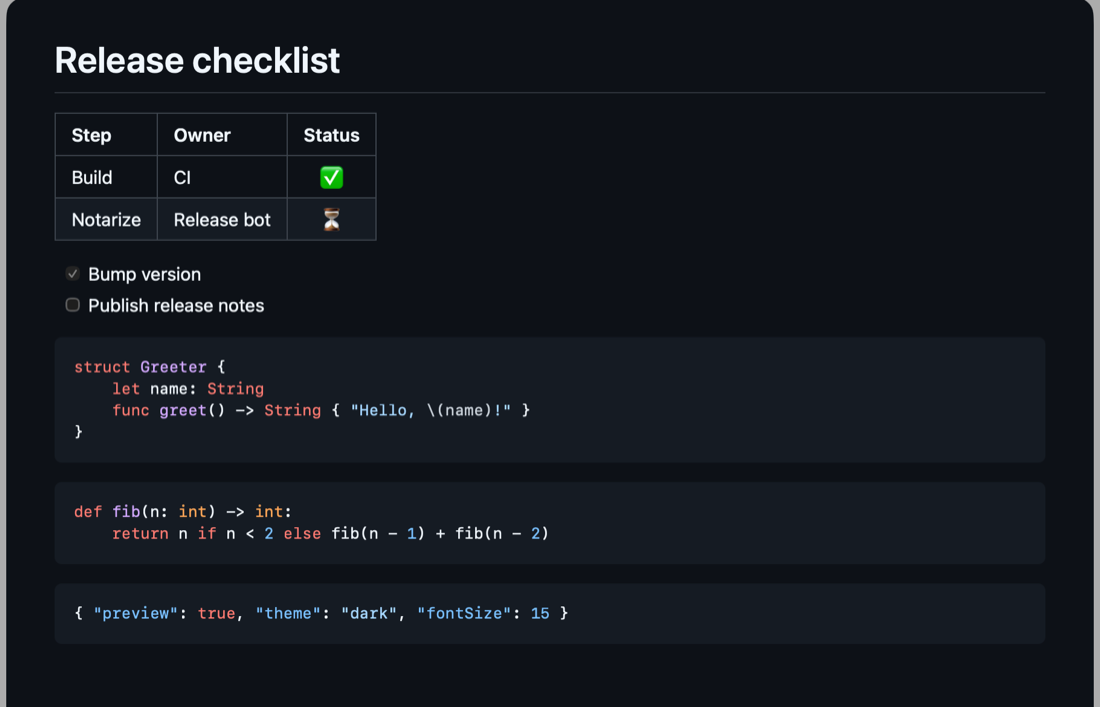 Release checklist
Step Owner Status
Build CI ✅
Notarize Release bot ⏳
Bump version
Publish release notes
struct Greeter {
    let name: String
    func greet() -> String { "Hello, \(name)!" }
}
def fib(n: int) -> int:
    return n if n < 2 else fib(n - 1) + fib(n - 2)
{ "preview": true, "theme": "dark", "fontSize": 15 }